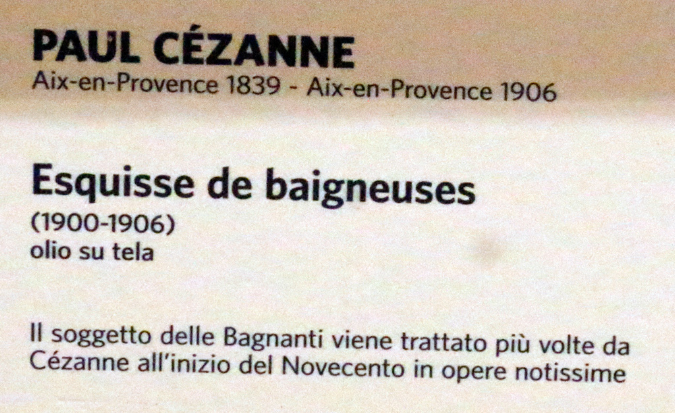 PAUL CÉZANNE
Aix-en-Provence 1839 - Aix-en-Provence 1906
Esquisse de baigneuses
(1900-1906)
olio su tela
Il soggetto delle Bagnanti viene trattato più volte da
Cézanne all'inizio del Novecento in opere notissime